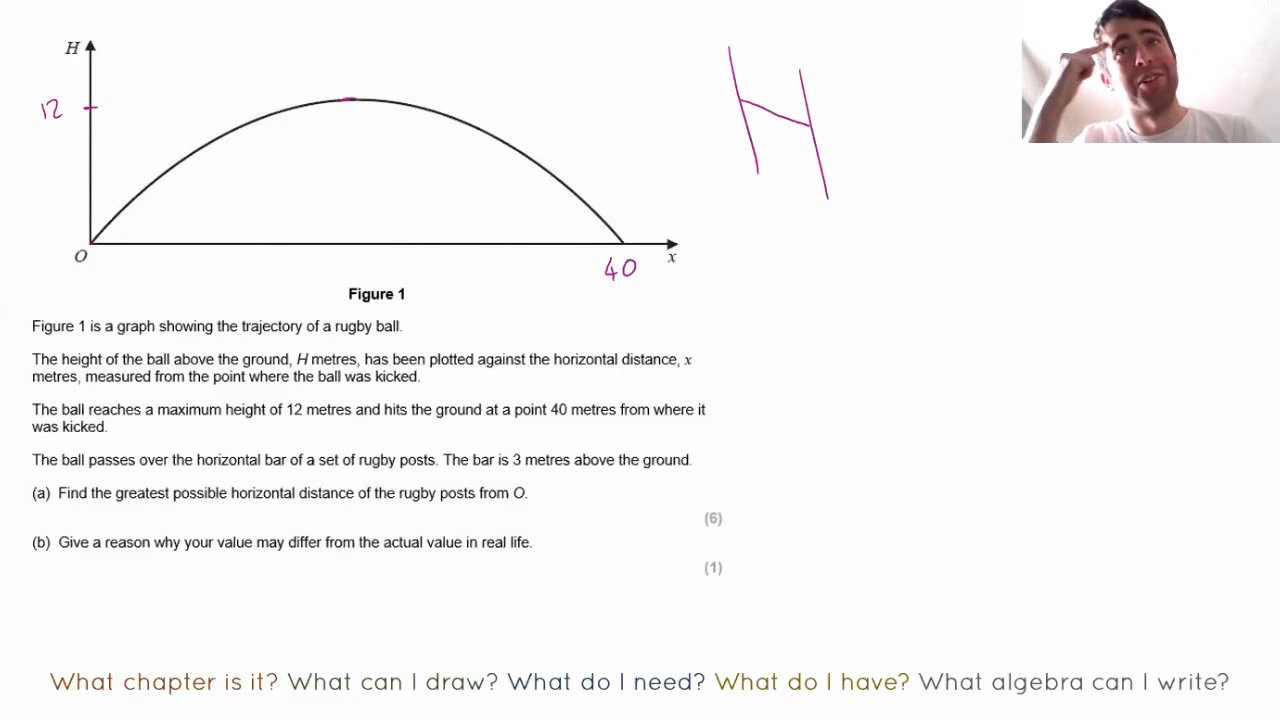 H
12
H
O
40
x
Figure 1
Figure 1 is a graph showing the trajectory of a rugby ball.
The height of the ball above the ground, H metres, has been plotted against the horizontal distance, x
metres, measured from the point where the ball was kicked.
The ball reaches a maximum height of 12 metres and hits the ground at a point 40 metres from where it
was kicked.
The ball passes over the horizontal bar of a set of rugby posts. The bar is 3 metres above the ground.
(a) Find the greatest possible horizontal distance of the rugby posts from O.
(6)
(b) Give a reason why your value may differ from the actual value in real life.
(1)
What chapter is it? What can I draw? What do I need? What do I have? What algebra can I write?